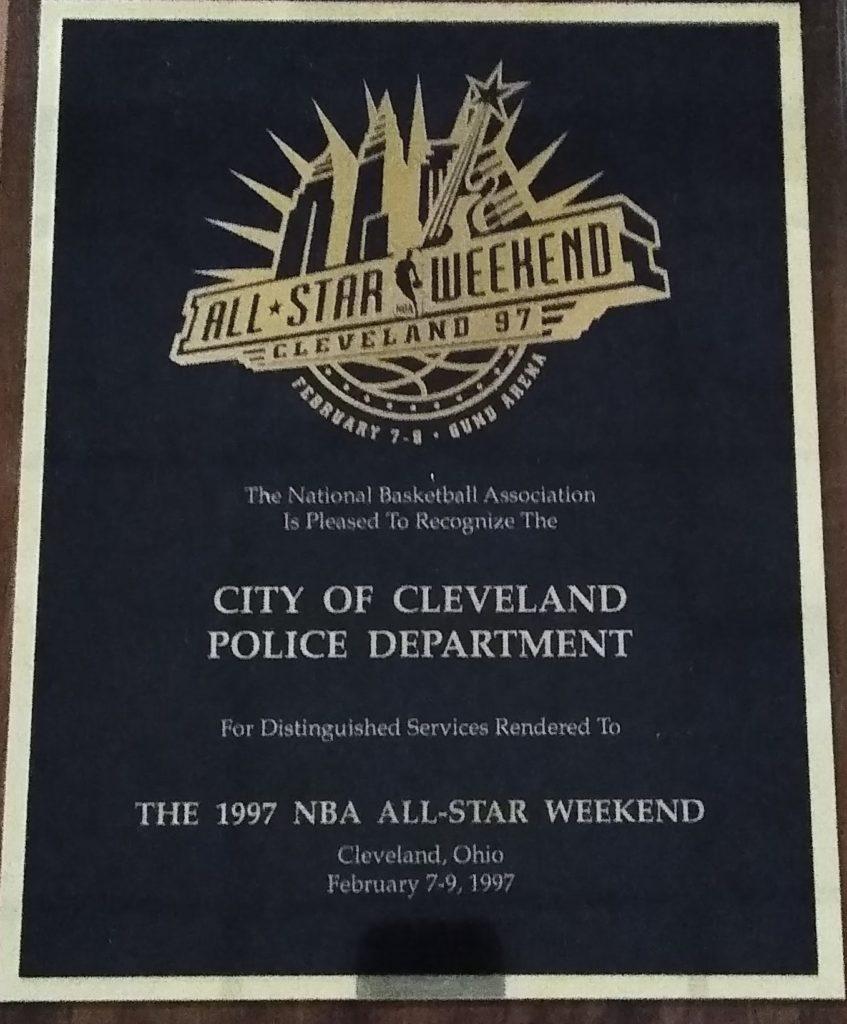 ALL★STAR WEEKEND
NBA
CLEVELAND 97
FEBRUARY 7-9 • GUND ARENA
The National Basketball Association
Is Pleased To Recognize The
CITY OF CLEVELAND
POLICE DEPARTMENT
For Distinguished Services Rendered To
THE 1997 NBA ALL-STAR WEEKEND
Cleveland, Ohio
February 7-9, 1997